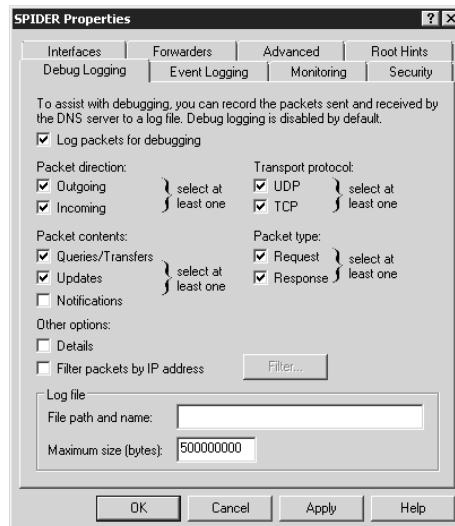 SPIDER Properties
Interfaces Forwarders Advanced Root Hints
Debug Logging Event Logging Monitoring Security
To assist with debugging, you can record the packets sent and received by
the DNS server to a log file. Debug logging is disabled by default.
Log packets for debugging
Packet direction:
Outgoing
Incoming
select at
least one
Transport protocol:
UDP
TCP
select at
least one
Packet contents:
Queries/Transfers
Updates
Notifications
select at
least one
Packet type:
Request
Response
select at
least one
Other options:
Details
Filter packets by IP address Filter...
Log file
File path and name:
Maximum size (bytes): 500000000
OK Cancel Apply Help